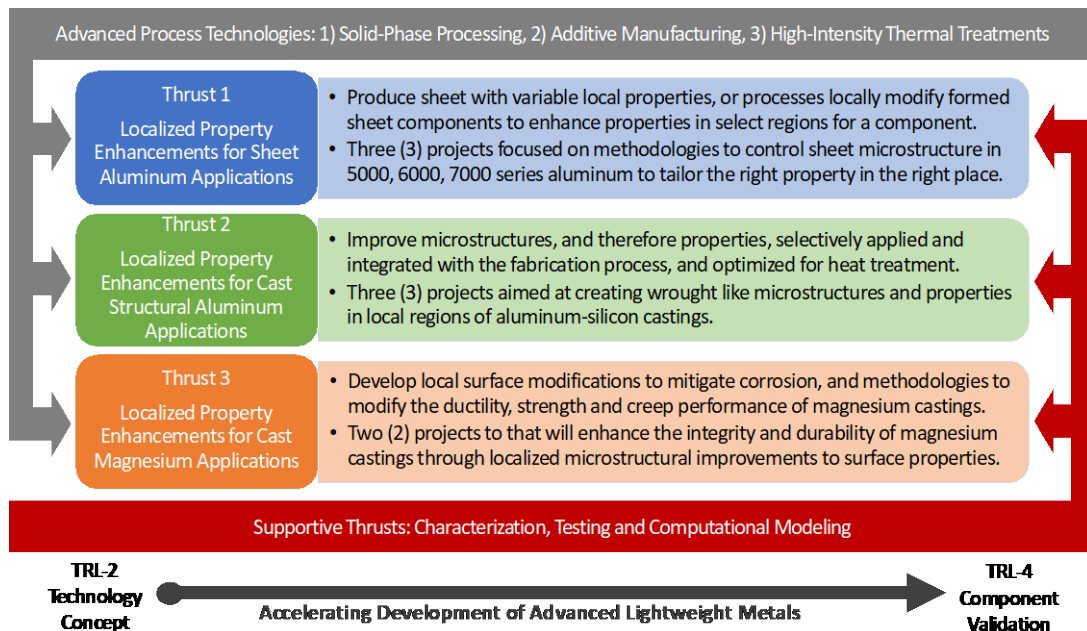 Advanced Process Technologies: 1) Solid-Phase Processing, 2) Additive Manufacturing, 3) High-Intensity Thermal Treatments
Thrust 1
Localized Property
Enhancements for Sheet
Aluminum Applications
• Produce sheet with variable local properties, or processes locally modify formed
sheet components to enhance properties in select regions for a component.
• Three (3) projects focused on methodologies to control sheet microstructure in
5000, 6000, 7000 series aluminum to tailor the right property in the right place.
Thrust 2
Localized Property
Enhancements for Cast
Structural Aluminum
Applications
• Improve microstructures, and therefore properties, selectively applied and
integrated with the fabrication process, and optimized for heat treatment.
• Three (3) projects aimed at creating wrought like microstructures and properties
in local regions of aluminum-silicon castings.
Thrust 3
Localized Property
Enhancements for Cast
Magnesium Applications
• Develop local surface modifications to mitigate corrosion, and methodologies to
modify the ductility, strength and creep performance of magnesium castings.
• Two (2) projects to that will enhance the integrity and durability of magnesium
castings through localized microstructural improvements to surface properties.
Supportive Thrusts: Characterization, Testing and Computational Modeling
TRL-2
Technology
Concept
Accelerating Development of Advanced Lightweight Metals
TRL-4
Component
Validation